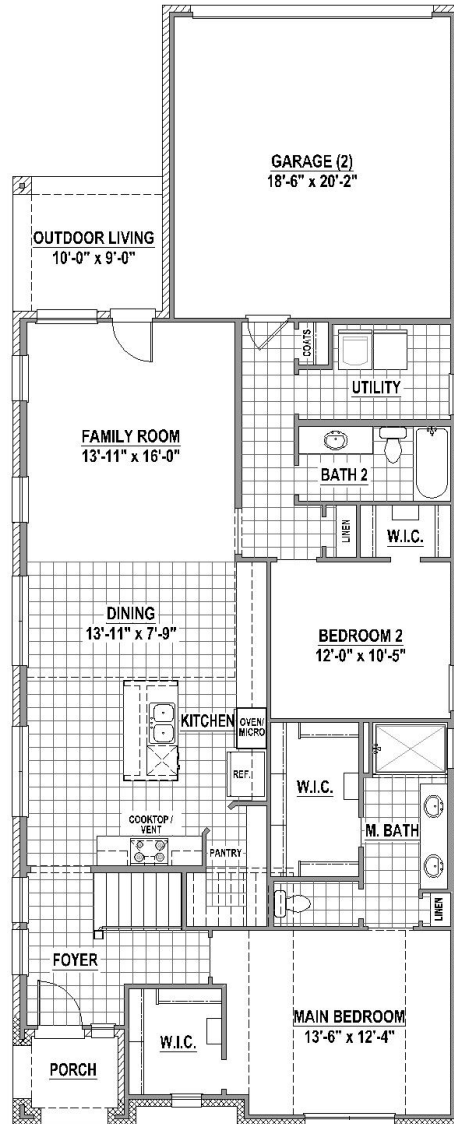 GARAGE (2)
18'-6" x 20'-2"
OUTDOOR LIVING
10'-0" x 9'-0"
COATS
UTILITY
FAMILY ROOM
13'-11" x 16'-0"
BATH 2
LINEN
W.I.C.
DINING
13'-11" x 7'-9"
BEDROOM 2
12'-0" x 10'-5"
KITCHEN
OVEN/
MICRO
REF.
W.I.C.
COOKTOP /
VENT
M. BATH
PANTRY
LINEN
FOYER
MAIN BEDROOM
13'-6" x 12'-4"
W.I.C.
PORCH